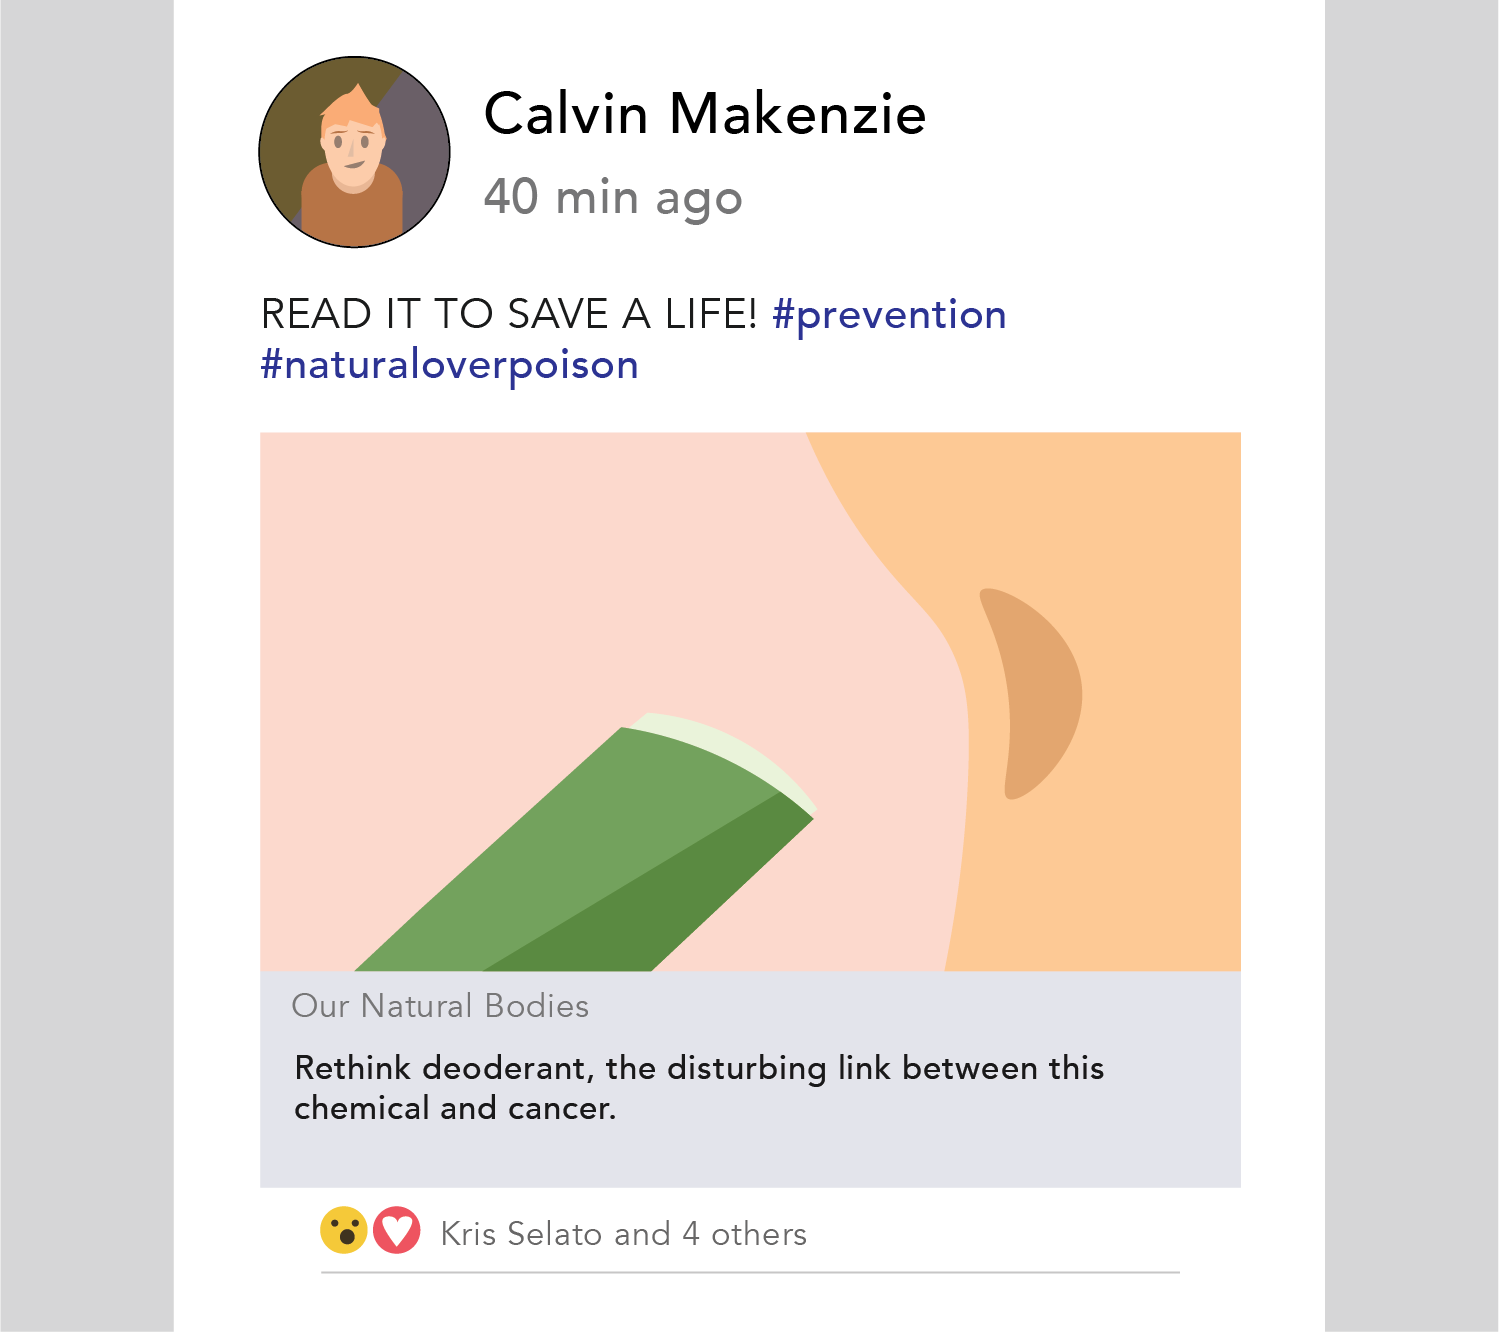 Calvin Makenzie
40 min ago
READ IT TO SAVE A LIFE! #prevention
#naturaloverpoison
Our Natural Bodies
Rethink deoderant, the disturbing link between this
chemical and cancer.
Kris Selato and 4 others